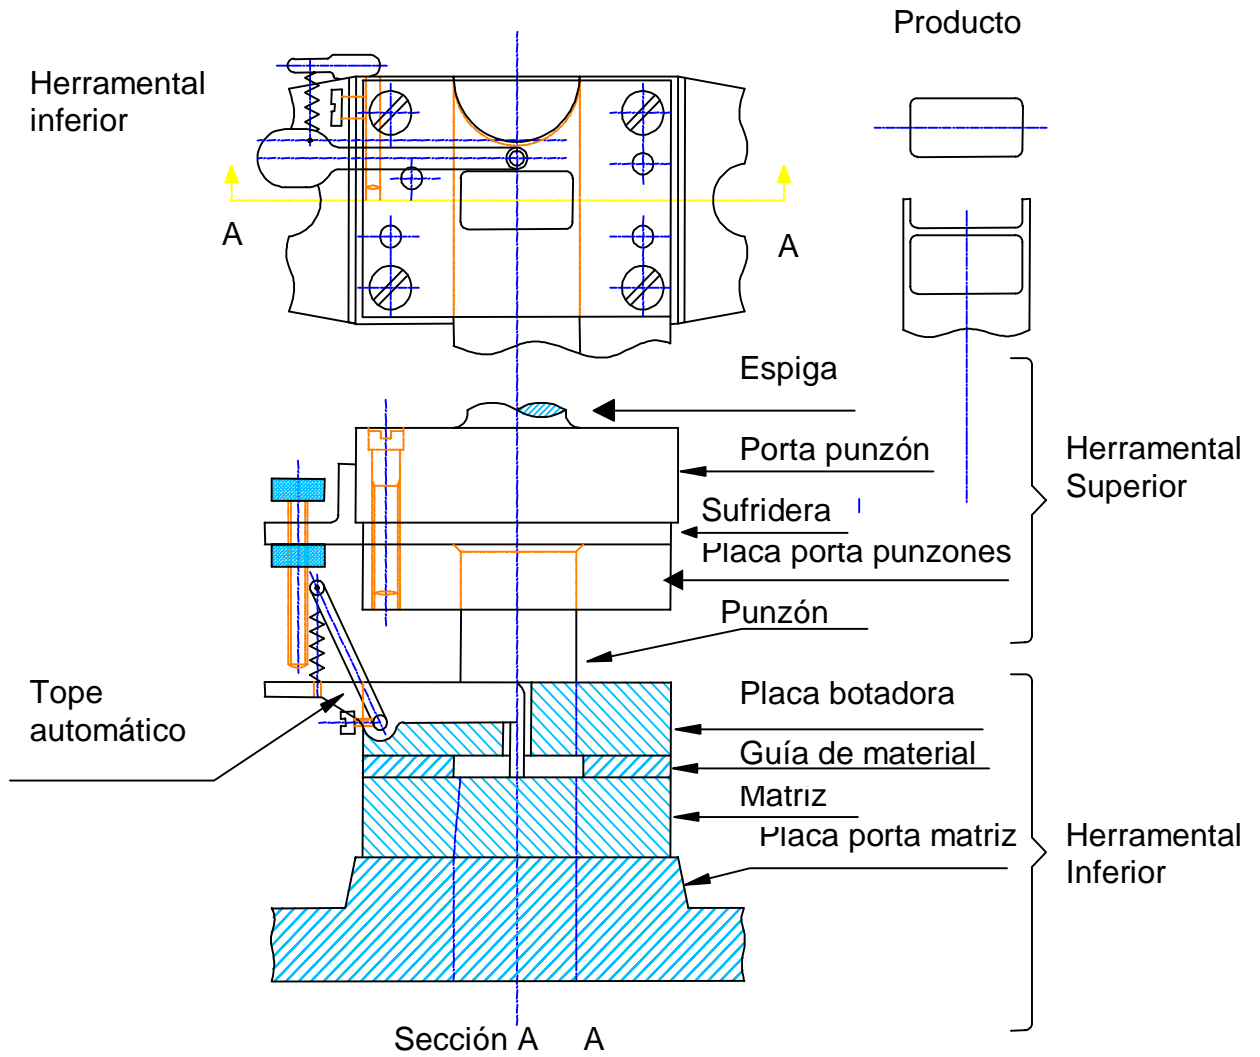 Producto
Herramental
inferior
A
A
Espiga
Porta punzón
Herramental
Superior
Sufridera
Placa porta punzones
Punzón
Tope
automático
Placa botadora
Guía de material
Matriz
Placa porta matriz
Herramental
Inferior
Sección A A